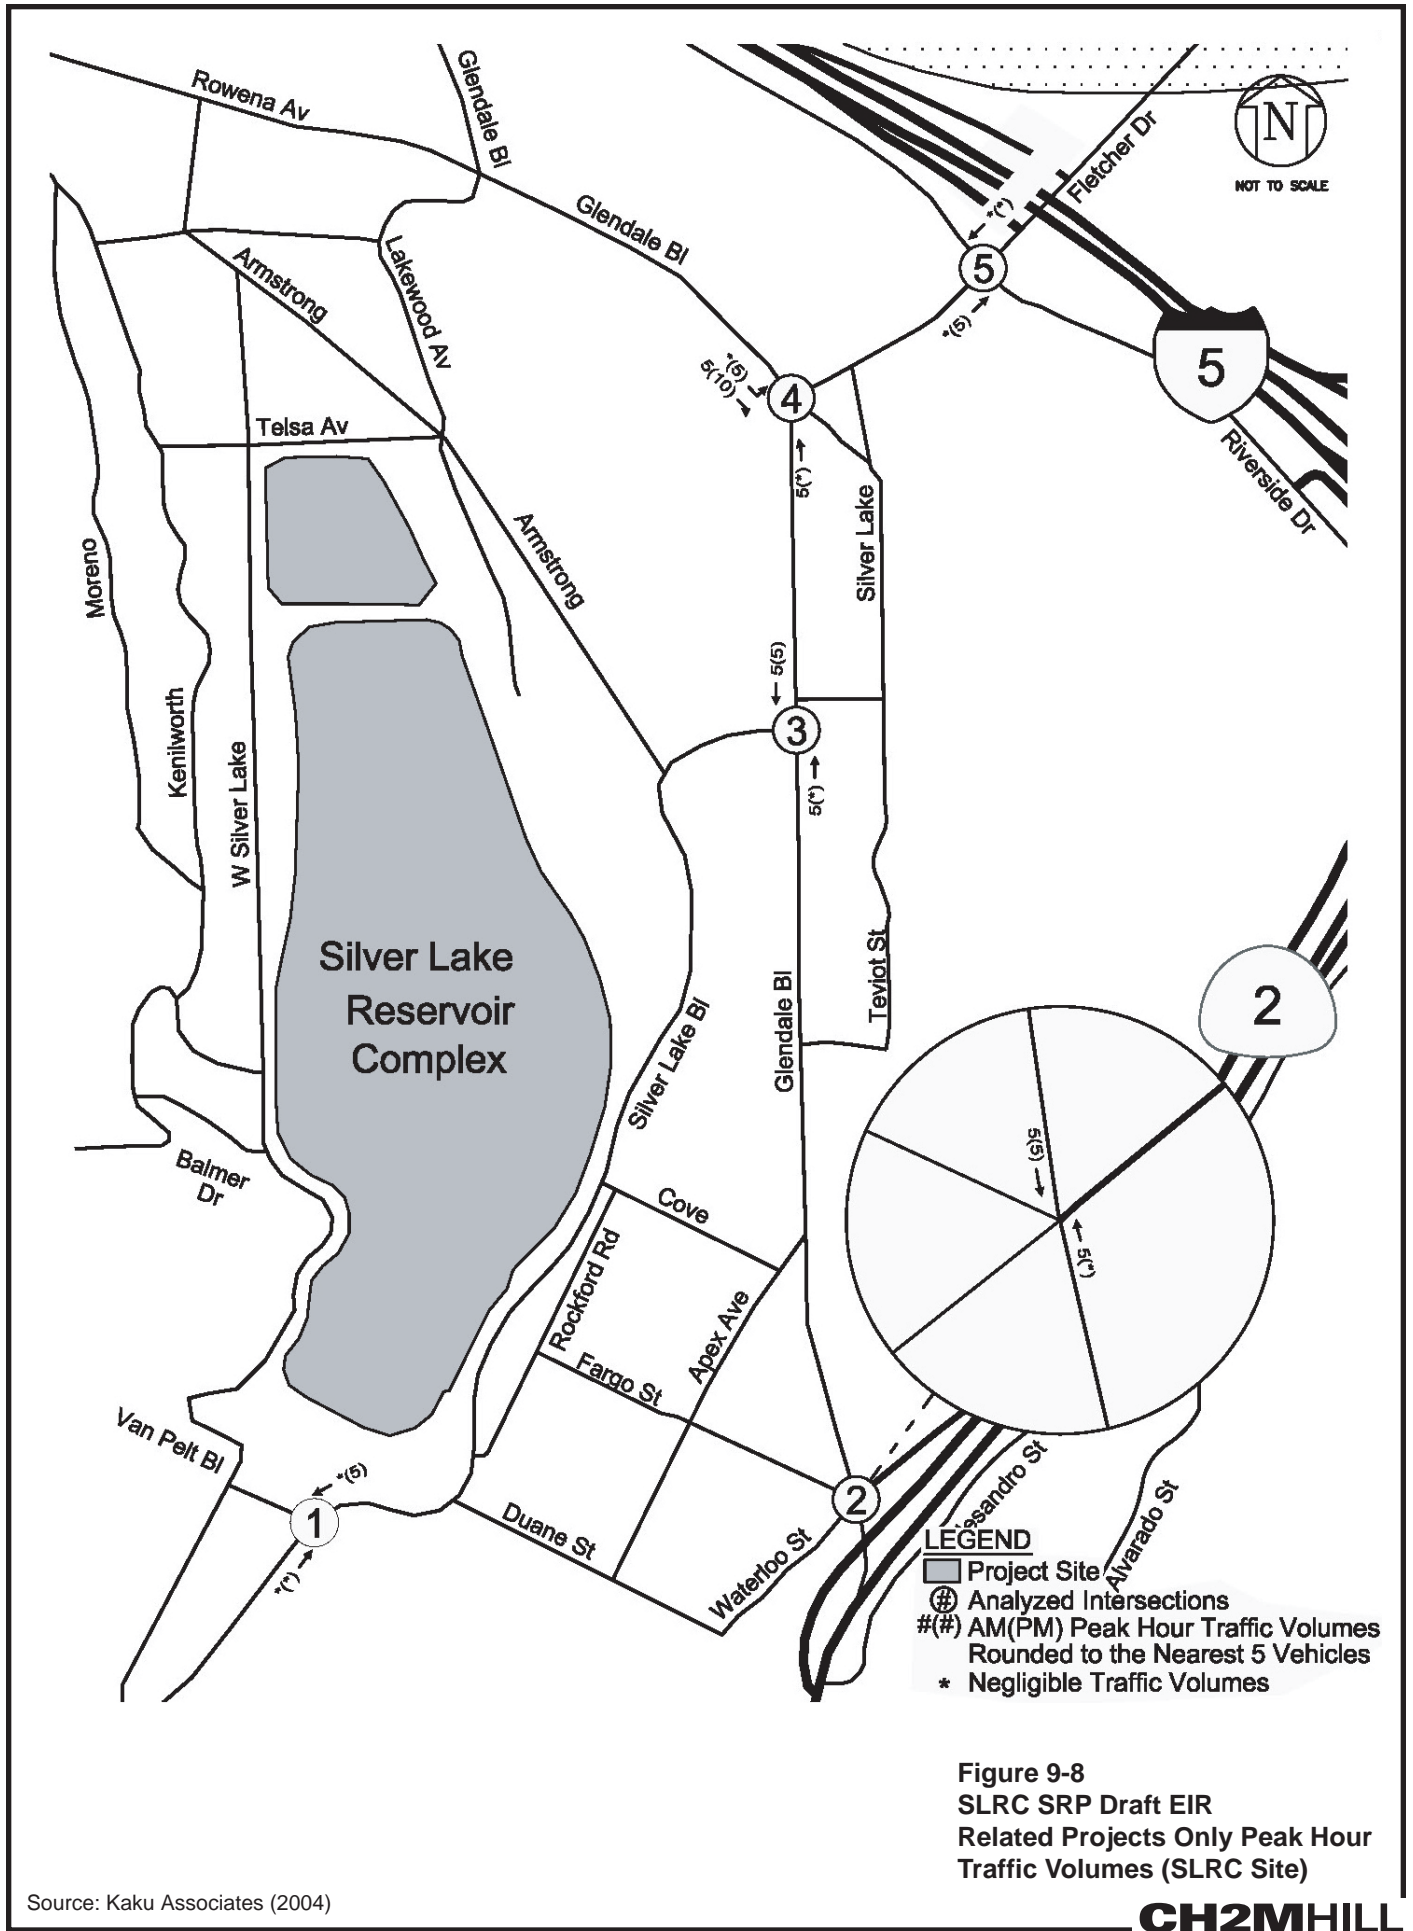 Rowena Av
Glendale Bl
Glendale Bl
Fletcher Dr
N
NOT TO SCALE
*(*)
5
*(5)
5
Riverside Dr
Armstrong
Lakewood Av
*(5)
5(10)
4
5(*)
Telsa Av
Silver Lake
Armstrong
Moreno
Kenilworth
W Silver Lake
5(5)
3
5(*)
Silver Lake
Reservoir
Complex
Silver Lake Bl
Glendale Bl
Teviot St
2
5(5)
5(*)
Balmer
Dr
Cove
Rockford Rd
Apex Ave
Fargo St
Van Pelt Bl
*(5)
1
*(*)
Duane St
Waterloo St
2
esandro St
Alvarado St
LEGEND
Project Site
# Analyzed Intersections
#(#) AM(PM) Peak Hour Traffic Volumes
Rounded to the Nearest 5 Vehicles
* Negligible Traffic Volumes
Figure 9-8
SLRC SRP Draft EIR
Related Projects Only Peak Hour
Traffic Volumes (SLRC Site)
Source: Kaku Associates (2004)
CH2MHILL